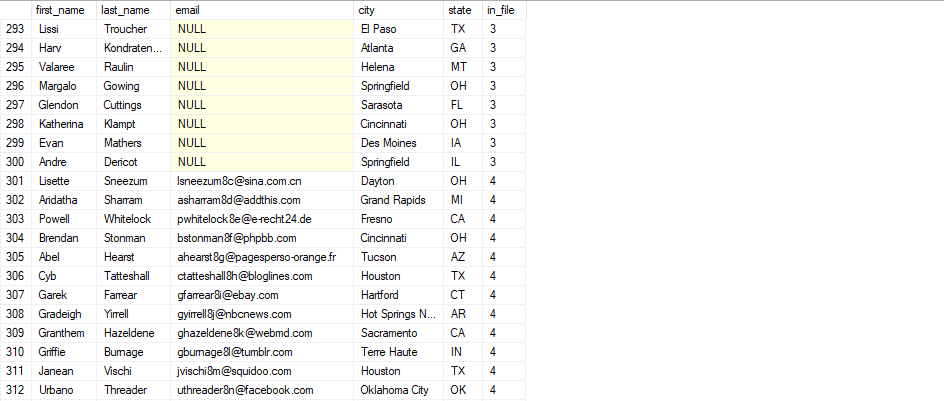 first_name last_name email city state in_file
293 Lissi Troucher NULL El Paso TX 3
294 Harv Kondraten... NULL Atlanta GA 3
295 Valaree Raulin NULL Helena MT 3
296 Margalo Gowing NULL Springfield OH 3
297 Glendon Cuttings NULL Sarasota FL 3
298 Katherina Klampt NULL Cincinnati OH 3
299 Evan Mathers NULL Des Moines IA 3
300 Andre Dericot NULL Springfield IL 3
301 Lisette Sneezum lsneezum8c@sina.com.cn Dayton OH 4
302 Aridatha Sharram asharram8d@addthis.com Grand Rapids MI 4
303 Powell Whitelock pwhitelock8e@e-recht24.de Fresno CA 4
304 Brendan Stonman bstonman8f@phpbb.com Cincinnati OH 4
305 Abel Hearst ahearst8g@pagesperso-orange.fr Tucson AZ 4
306 Cyb Tatteshall ctatteshall8h@bloglines.com Houston TX 4
307 Garek Farrear gfarrear8i@ebay.com Hartford CT 4
308 Gradeigh Yirrell gyirrell8j@nbcnews.com Hot Springs N... AR 4
309 Granthem Hazeldene ghazeldene8k@webmd.com Sacramento CA 4
310 Griffie Burnage gburnage8l@tumblr.com Terre Haute IN 4
311 Janean Vischi jvischi8m@squidoo.com Houston TX 4
312 Urbano Threader uthreader8n@facebook.com Oklahoma City OK 4